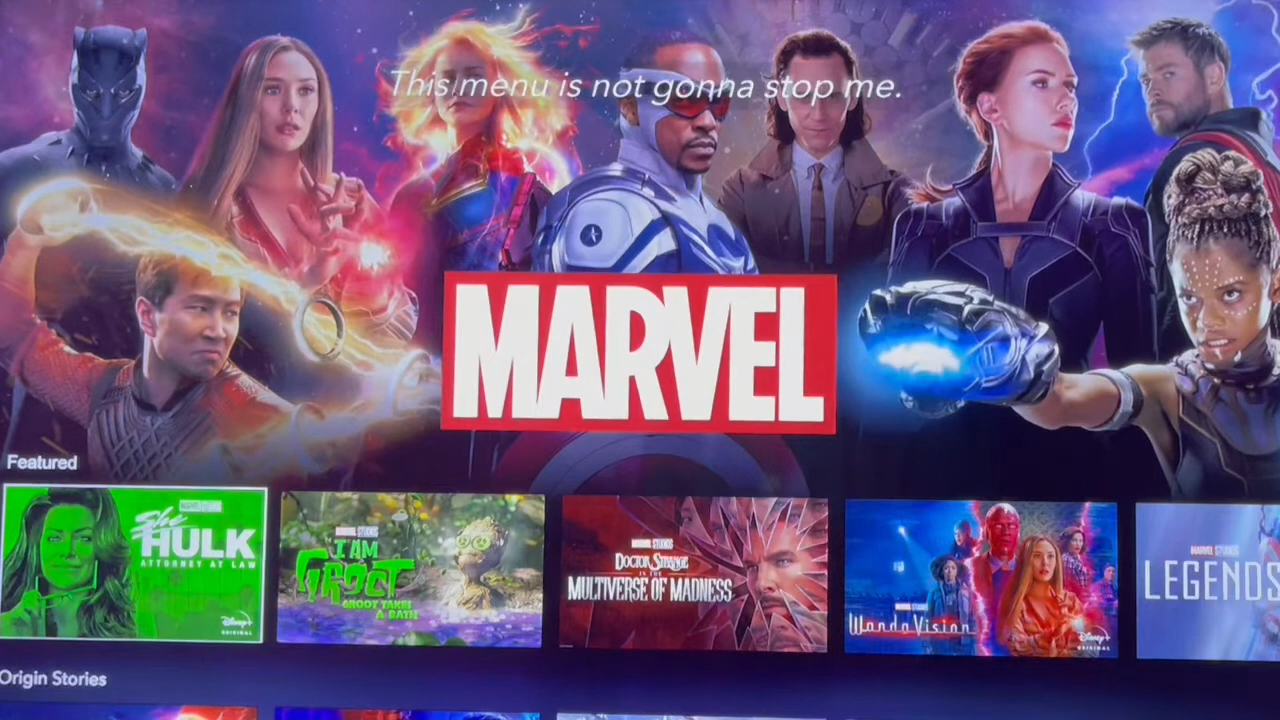 This menu is not gonna stop me.
MARVEL
Featured
MARVEL STUDIOS
She
HULK
ATTORNEY AT LAW
Disney+
ORIGINAL
MARVEL STUDIOS
I AM
GROOT
GROOT TAKES
A BATH
MARVEL STUDIOS
DOCTOR STRANGE
IN THE
MULTIVERSE OF MADNESS
MARVEL STUDIOS
WandaVision
Disney+
ORIGINAL
MARVEL STUDIOS
LEGENDS
Origin Stories